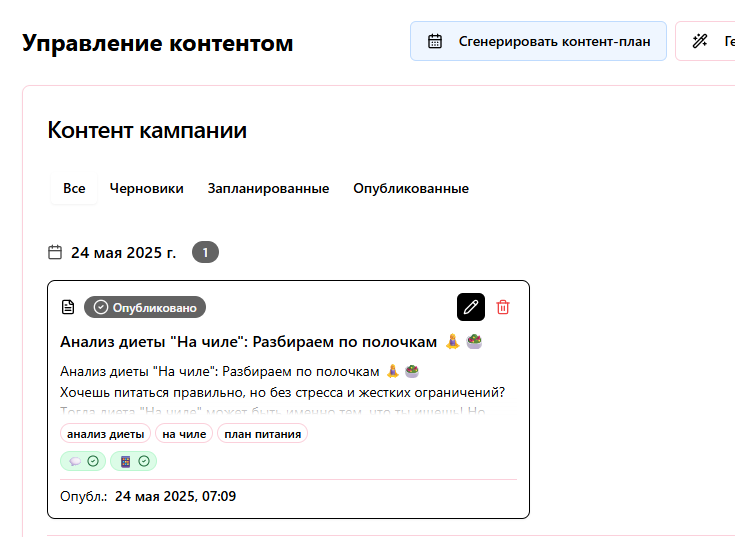 Управление контентом
Сгенерировать контент-план
Ге
Контент кампании
Все Черновики Запланированные Опубликованные
24 мая 2025 г. 1
Опубликовано
Анализ диеты "На чиле": Разбираем по полочкам 🧘‍♀️ 🥗
Анализ диеты "На чиле": Разбираем по полочкам 🧘‍♀️ 🥗
Хочешь питаться правильно, но без стресса и жестких ограничений?
Тогда диета "На чиле" может быть именно тем, что ты ищешь! Но
анализ диеты на чиле план питания
Опубл.: 24 мая 2025, 07:09